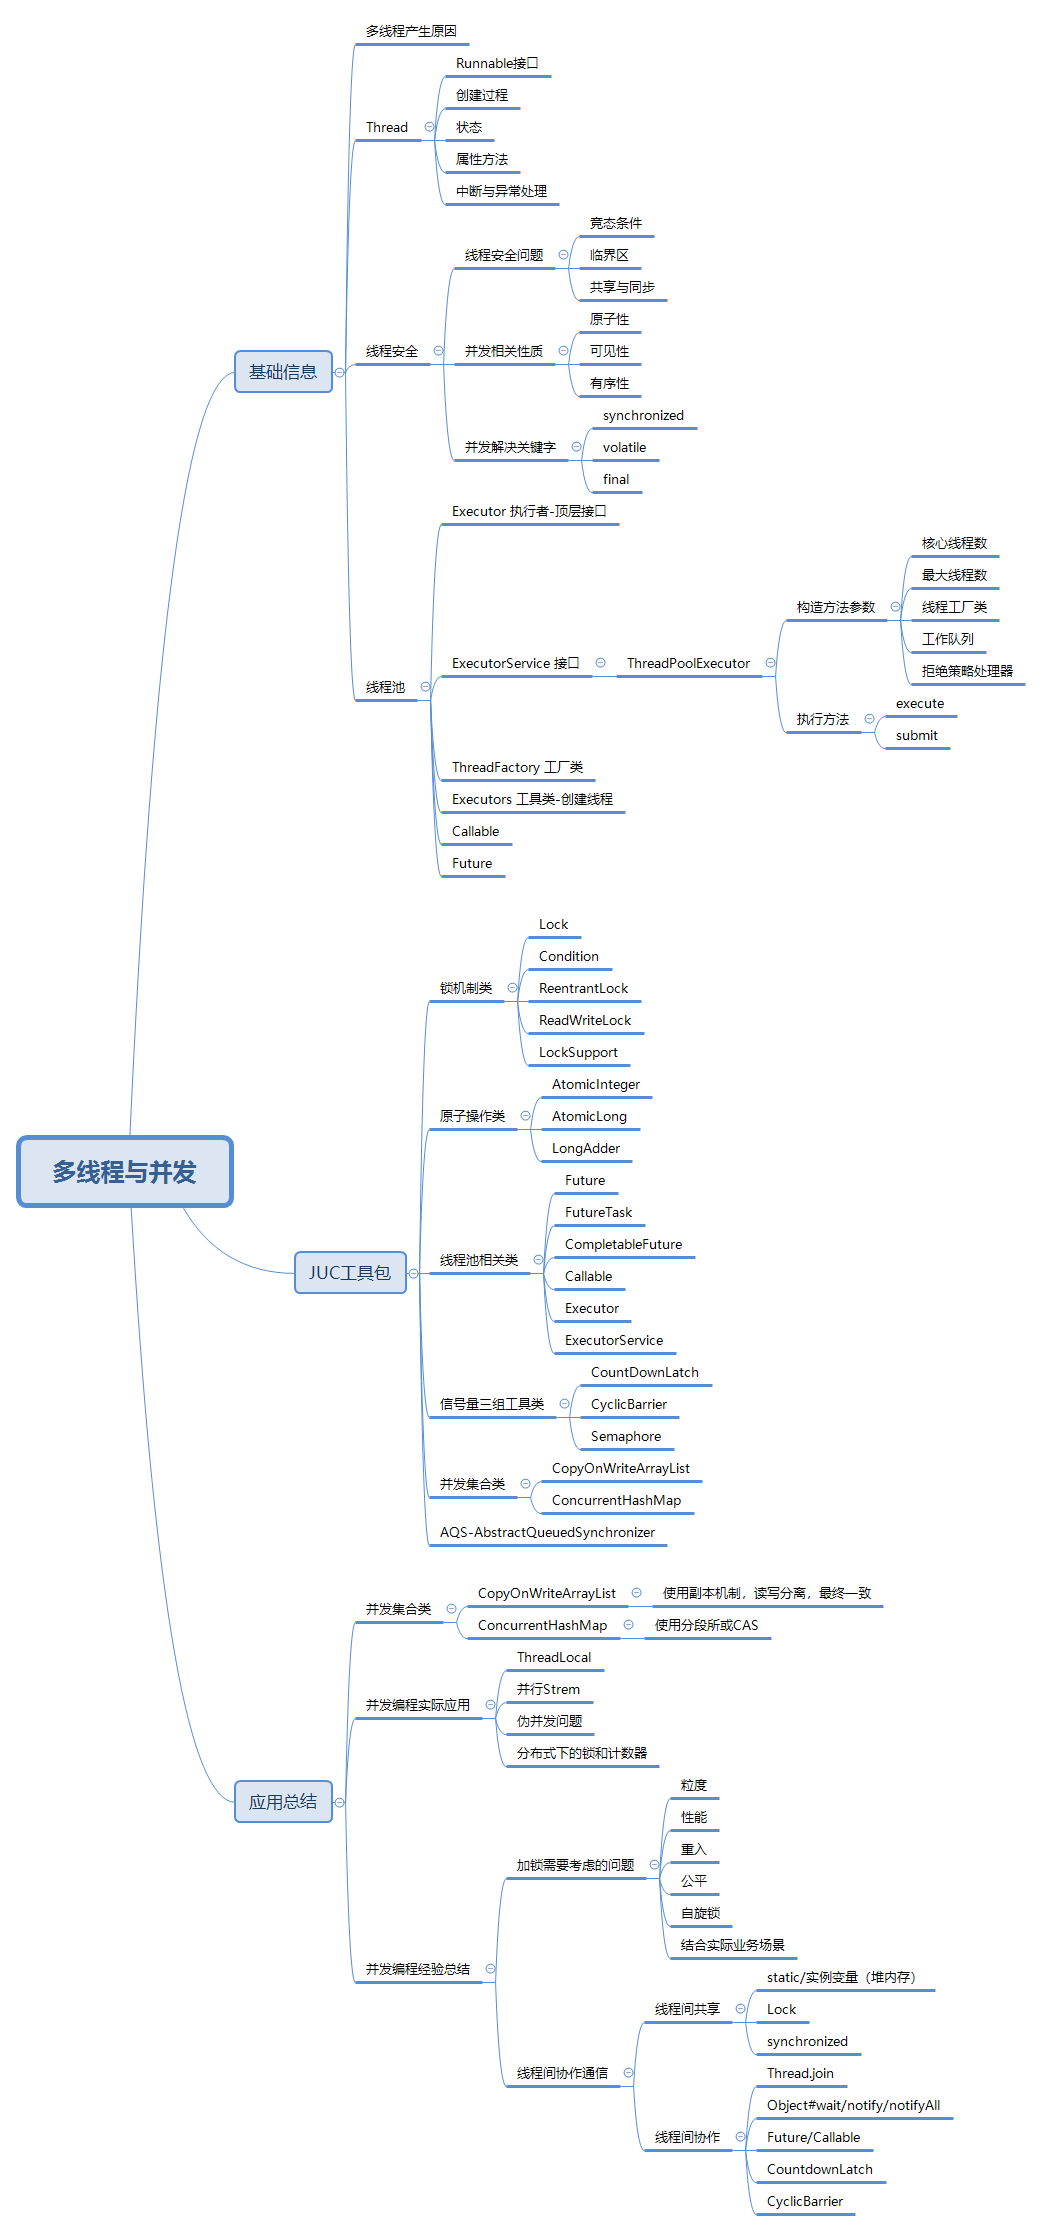 多线程与并发
基础信息
多线程产生原因
Thread
Runnable接口
创建过程
状态
属性方法
中断与异常处理
线程安全
线程安全问题
竟态条件
临界区
共享与同步
并发相关性质
原子性
可见性
有序性
并发解决关键字
synchronized
volatile
final
线程池
Executor 执行者-顶层接口
ExecutorService 接口
ThreadPoolExecutor
构造方法参数
核心线程数
最大线程数
线程工厂类
工作队列
拒绝策略处理器
执行方法
execute
submit
ThreadFactory 工厂类
Executors 工具类-创建线程
Callable
Future
JUC工具包
锁机制类
Lock
Condition
ReentrantLock
ReadWriteLock
LockSupport
原子操作类
AtomicInteger
AtomicLong
LongAdder
线程池相关类
Future
FutureTask
CompletableFuture
Callable
Executor
ExecutorService
信号量三组工具类
CountDownLatch
CyclicBarrier
Semaphore
并发集合类
CopyOnWriteArrayList
ConcurrentHashMap
AQS-AbstractQueuedSynchronizer
应用总结
并发集合类
CopyOnWriteArrayList
使用副本机制，读写分离，最终一致
ConcurrentHashMap
使用分段所或CAS
并发编程实际应用
ThreadLocal
并行Strem
伪并发问题
分布式下的锁和计数器
并发编程经验总结
加锁需要考虑的问题
粒度
性能
重入
公平
自旋锁
结合实际业务场景
线程间协作通信
线程间共享
static/实例变量（堆内存）
Lock
synchronized
线程间协作
Thread.join
Object#wait/notify/notifyAll
Future/Callable
CountdownLatch
CyclicBarrier